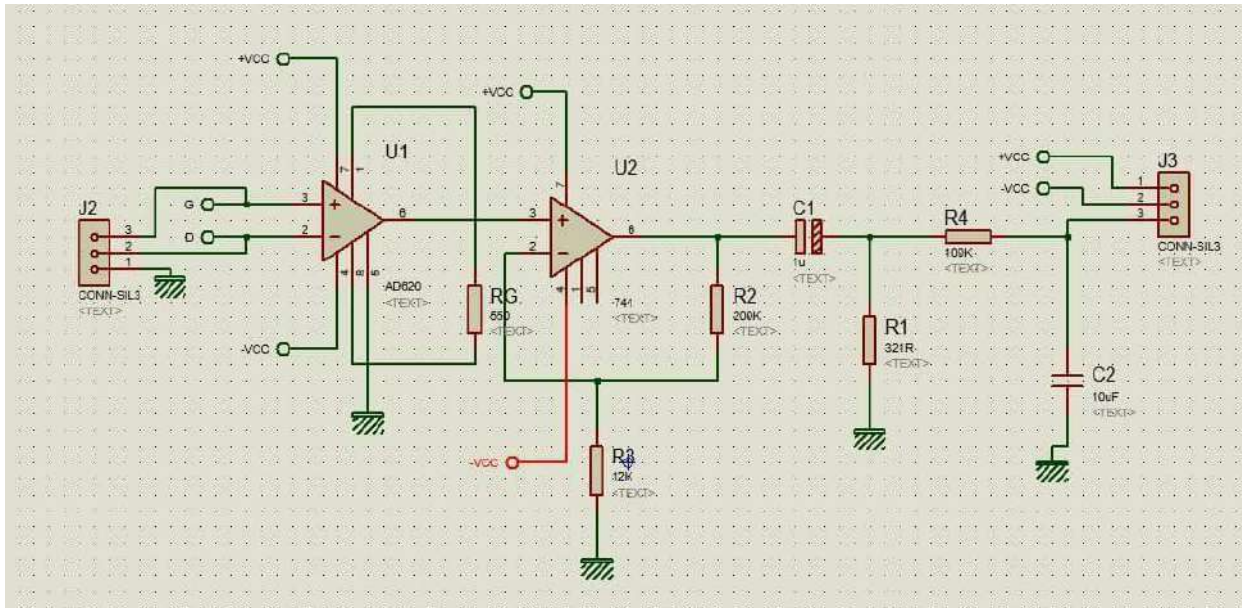 +VCC
+VCC
U1
U2
7
1
7
+VCC
J3
-VCC
1
2
3
CONN-SIL3
<TEXT>
J2
3
2
1
CONN-SIL3
<TEXT>
G
D
3
2
6
4
8
5
AD620
<TEXT>
3
2
6
4
1
5
741
<TEXT>
C1
1u
<TEXT>
R4
100K
<TEXT>
RG
550
<TEXT>
R2
200K
<TEXT>
R1
321R
<TEXT>
C2
10uF
<TEXT>
-VCC
-VCC
R3
12K
<TEXT>